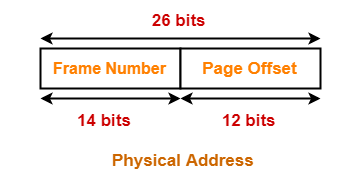 26 bits
Frame Number Page Offset
14 bits 12 bits
Physical Address